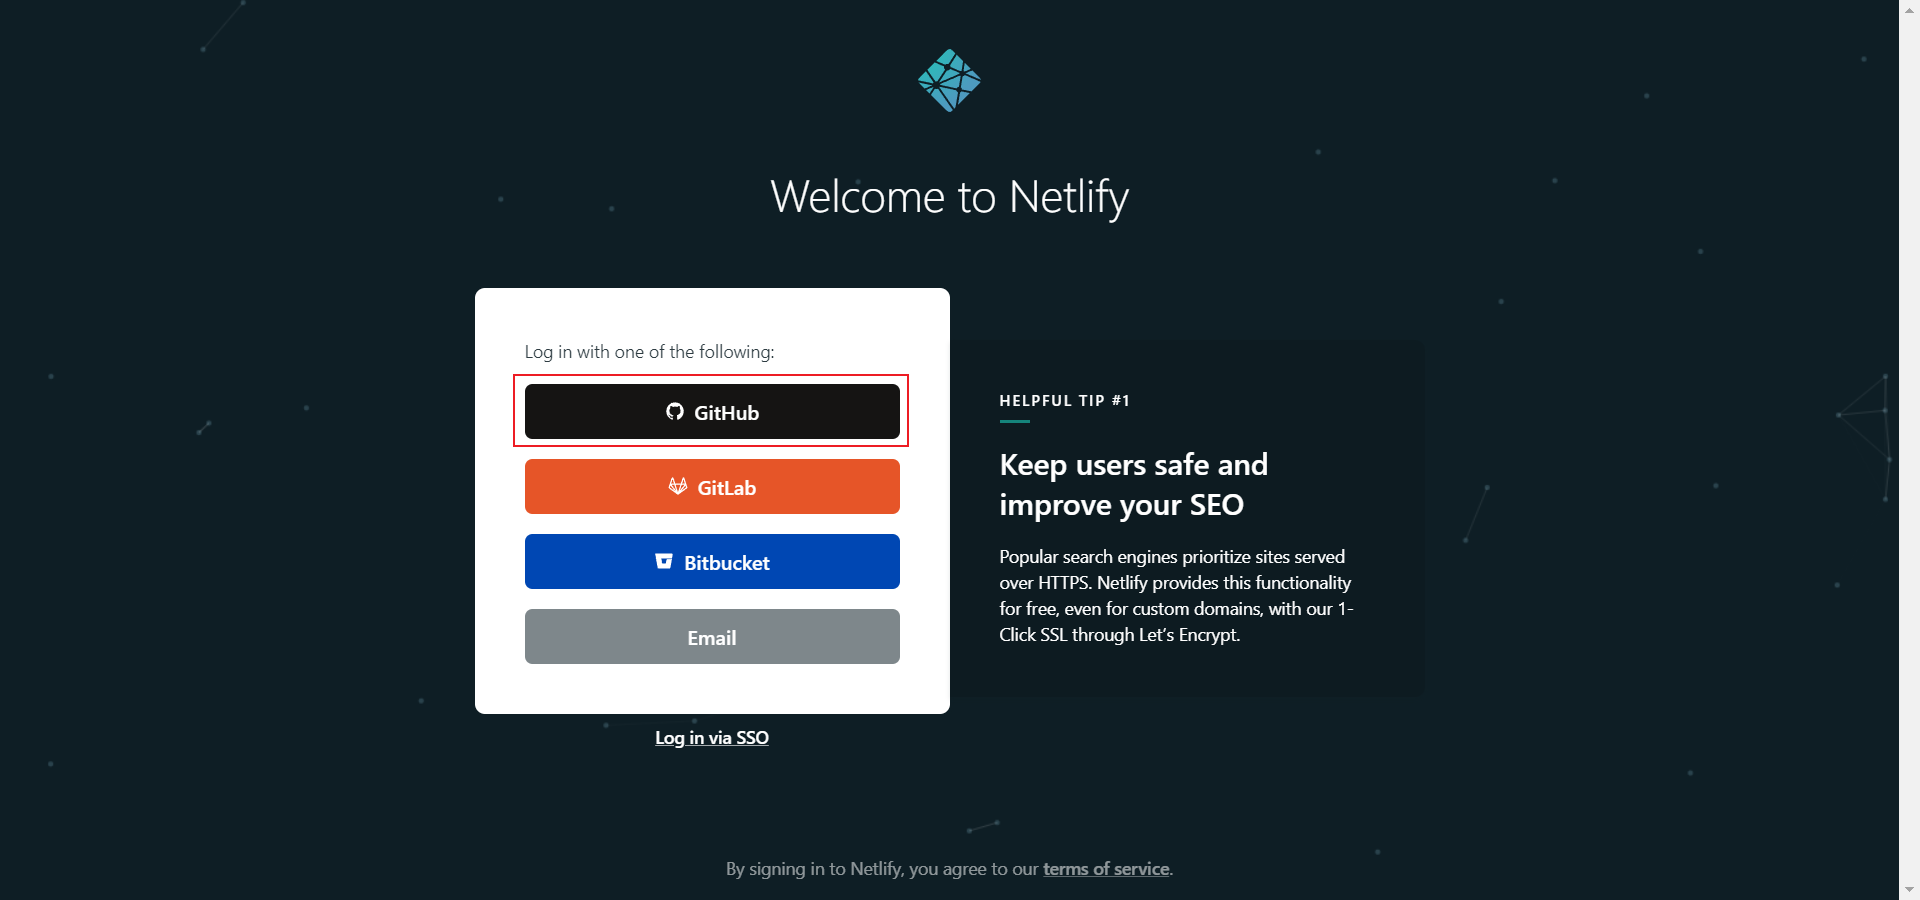 Welcome to Netlify
Log in with one of the following:
GitHub
GitLab
Bitbucket
Email
Log in via SSO
HELPFUL TIP #1
Keep users safe and
improve your SEO
Popular search engines prioritize sites served
over HTTPS. Netlify provides this functionality
for free, even for custom domains, with our 1-
Click SSL through Let’s Encrypt.
By signing in to Netlify, you agree to our terms of service.